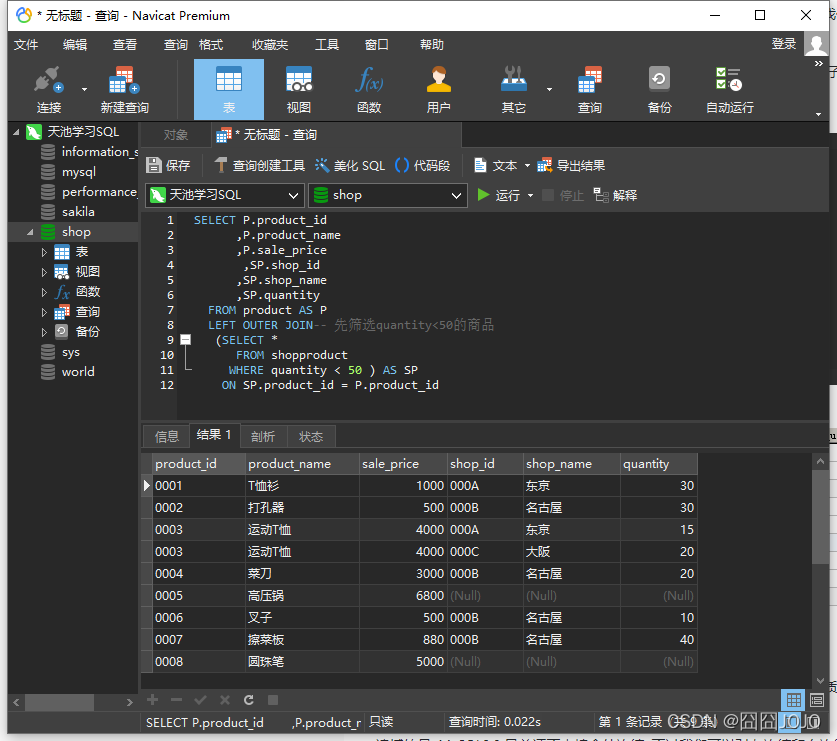 * 无标题 - 查询 - Navicat Premium
文件 编辑 查看 查询 格式 收藏夹 工具 窗口 帮助 登录
连接 新建查询 表 视图 函数 用户 其它 查询 备份 自动运行
天池学习SQL
information_s
mysql
performance_
sakila
shop
表
视图
函数
查询
备份
sys
world
对象 * 无标题 - 查询
保存 查询创建工具 美化 SQL 代码段 文本 导出结果
天池学习SQL shop 运行 停止 解释
1 SELECT P.product_id
2 ,P.product_name
3 ,P.sale_price
4 ,SP.shop_id
5 ,SP.shop_name
6 ,SP.quantity
7 FROM product AS P
8 LEFT OUTER JOIN-- 先筛选quantity<50的商品
9 (SELECT *
10 FROM shopproduct
11 WHERE quantity < 50 ) AS SP
12 ON SP.product_id = P.product_id
信息 结果 1 剖析 状态
product_id product_name sale_price shop_id shop_name quantity
0001 T恤衫 1000 000A 东京 30
0002 打孔器 500 000B 名古屋 30
0003 运动T恤 4000 000A 东京 15
0003 运动T恤 4000 000C 大阪 20
0004 菜刀 3000 000B 名古屋 20
0005 高压锅 6800 (Null) (Null) (Null)
0006 叉子 500 000B 名古屋 10
0007 擦菜板 880 000B 名古屋 40
0008 圆珠笔 5000 (Null) (Null) (Null)
SELECT P.product_id ,P.product_r 只读 查询时间: 0.022s 第 1 条记录
CSDN @囧囧JOJO